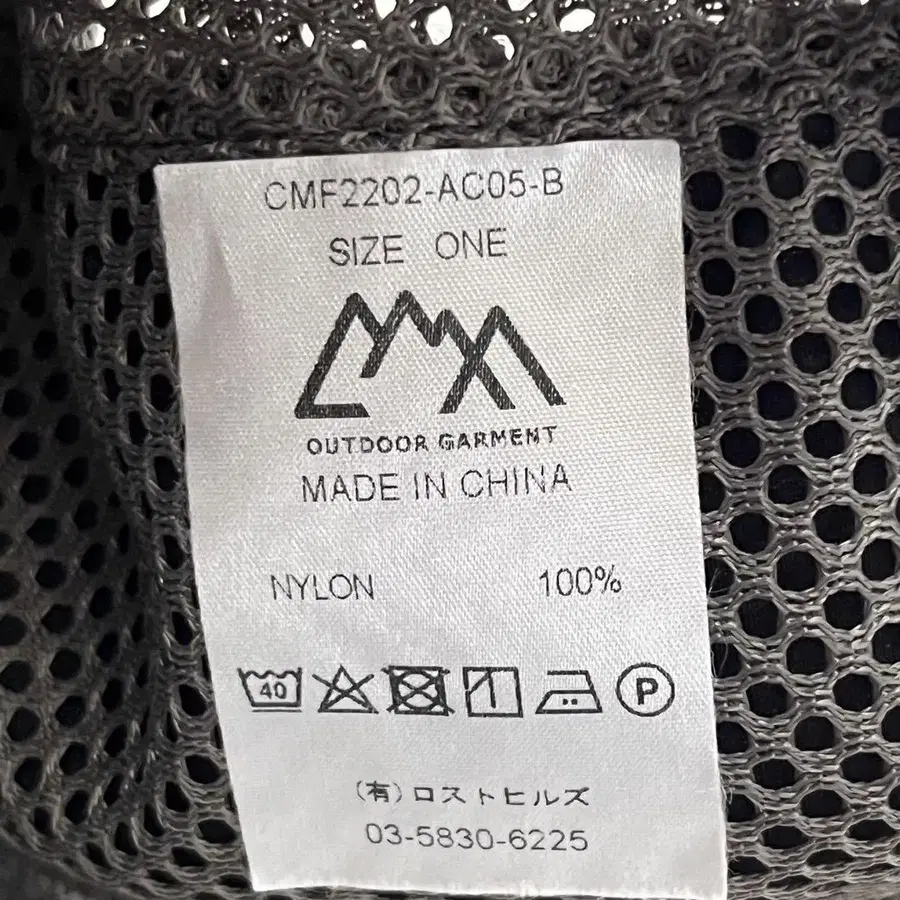 CMF2202-AC05-B
SIZE ONE
OUTDOOR GARMENT
MADE IN CHINA
NYLON 100%
40
P
(有)ロストヒルズ
03-5830-6225